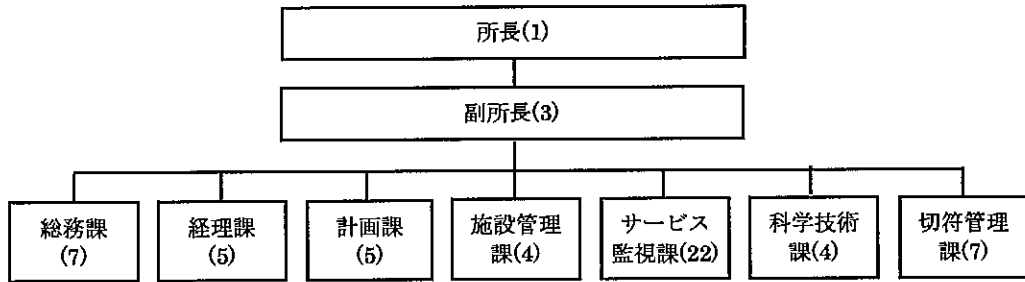 所長(1)
副所長(3)
総務課
(7)
経理課
(5)
計画課
(5)
施設管理
課(4)
サービス
監視課(22)
科学技術
課(4)
切符管理
課(7)